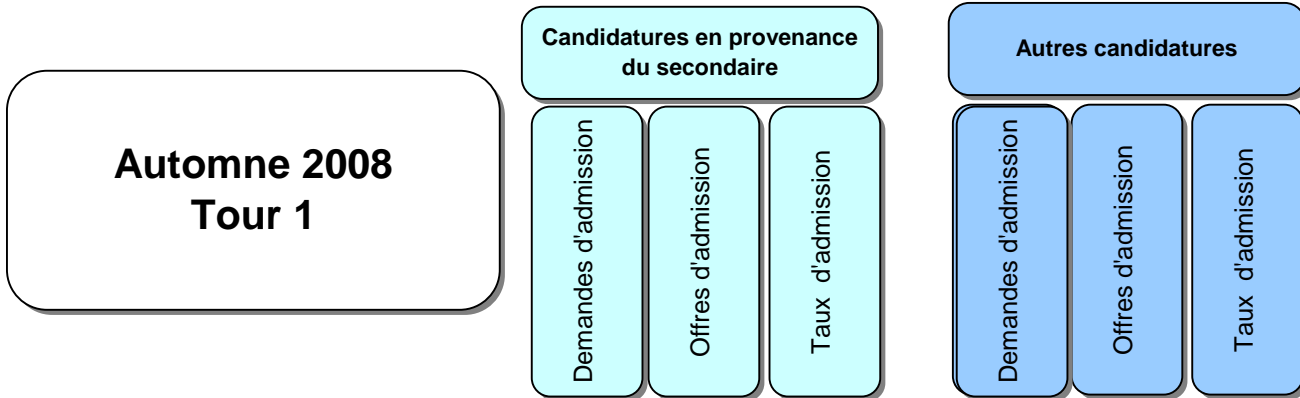 Automne 2008
Tour 1
Candidatures en provenance
du secondaire
Demandes d'admission
Offres d'admission
Taux d'admission
Autres candidatures
Demandes d'admission
Offres d'admission
Taux d'admission